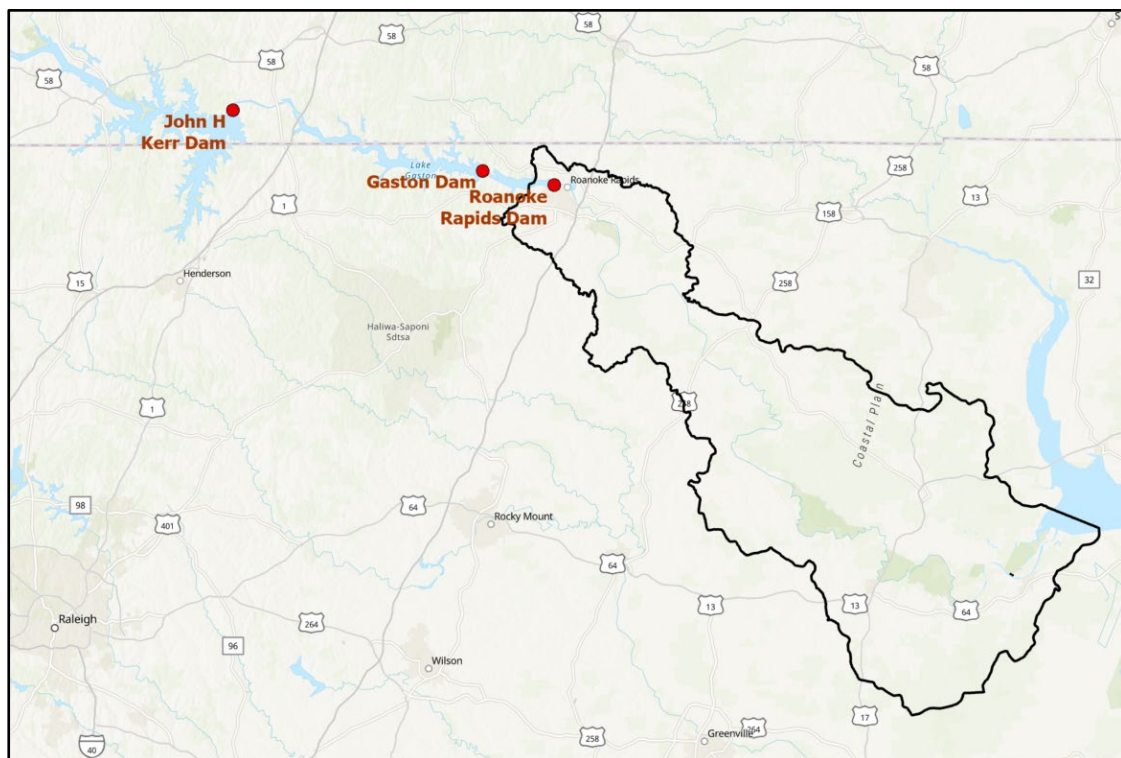 58
58
58
58
58
S
John H
Kerr Dam
Lake
Gaston
Gaston Dam
Roanoke Rapids
Roanoke
Rapids Dam
258
13
1
158
15
Henderson
258
32
Haliwa-Saponi
Sdtsa
1
258
Coastal Plain
98
401
64
Rocky Mount
64
Raleigh
264
13
13
64
96
Wilson
17
40
258
Greenville
264